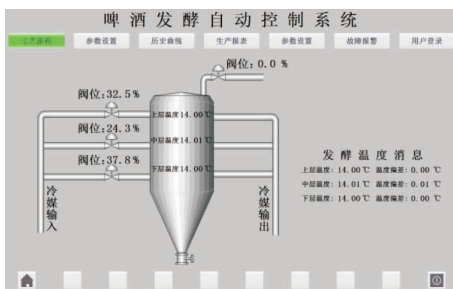 啤酒发酵自动控制系统
工艺流程 参数设置 历史曲线 生产报表 参数设置 故障报警 用户登录
阀位:0.0 %
阀位:32.5%
上层温度14.00℃
阀位:24.3%
中层温度14.01℃
阀位:37.8%
下层温度14.00℃
冷媒输入
冷媒输出
发酵温度消息
上层温度: 14.00℃ 温度偏差: 0.00 ℃
中层温度: 14.01℃ 温度偏差: 0.01 ℃
下层温度: 14.00℃ 温度偏差: 0.00 ℃